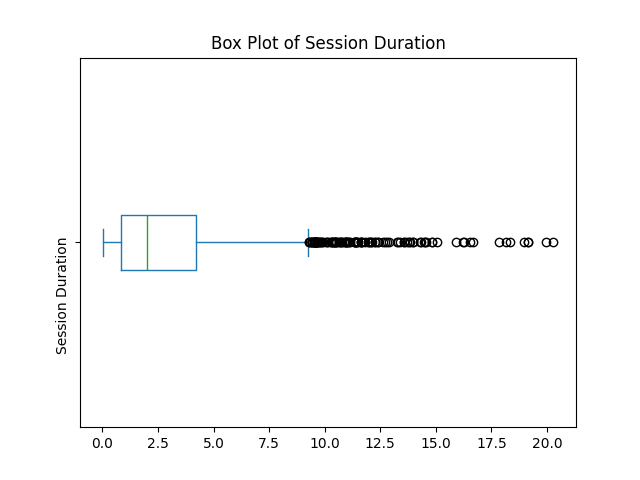 Box Plot of Session Duration
Session Duration
0.0 2.5 5.0 7.5 10.0 12.5 15.0 17.5 20.0